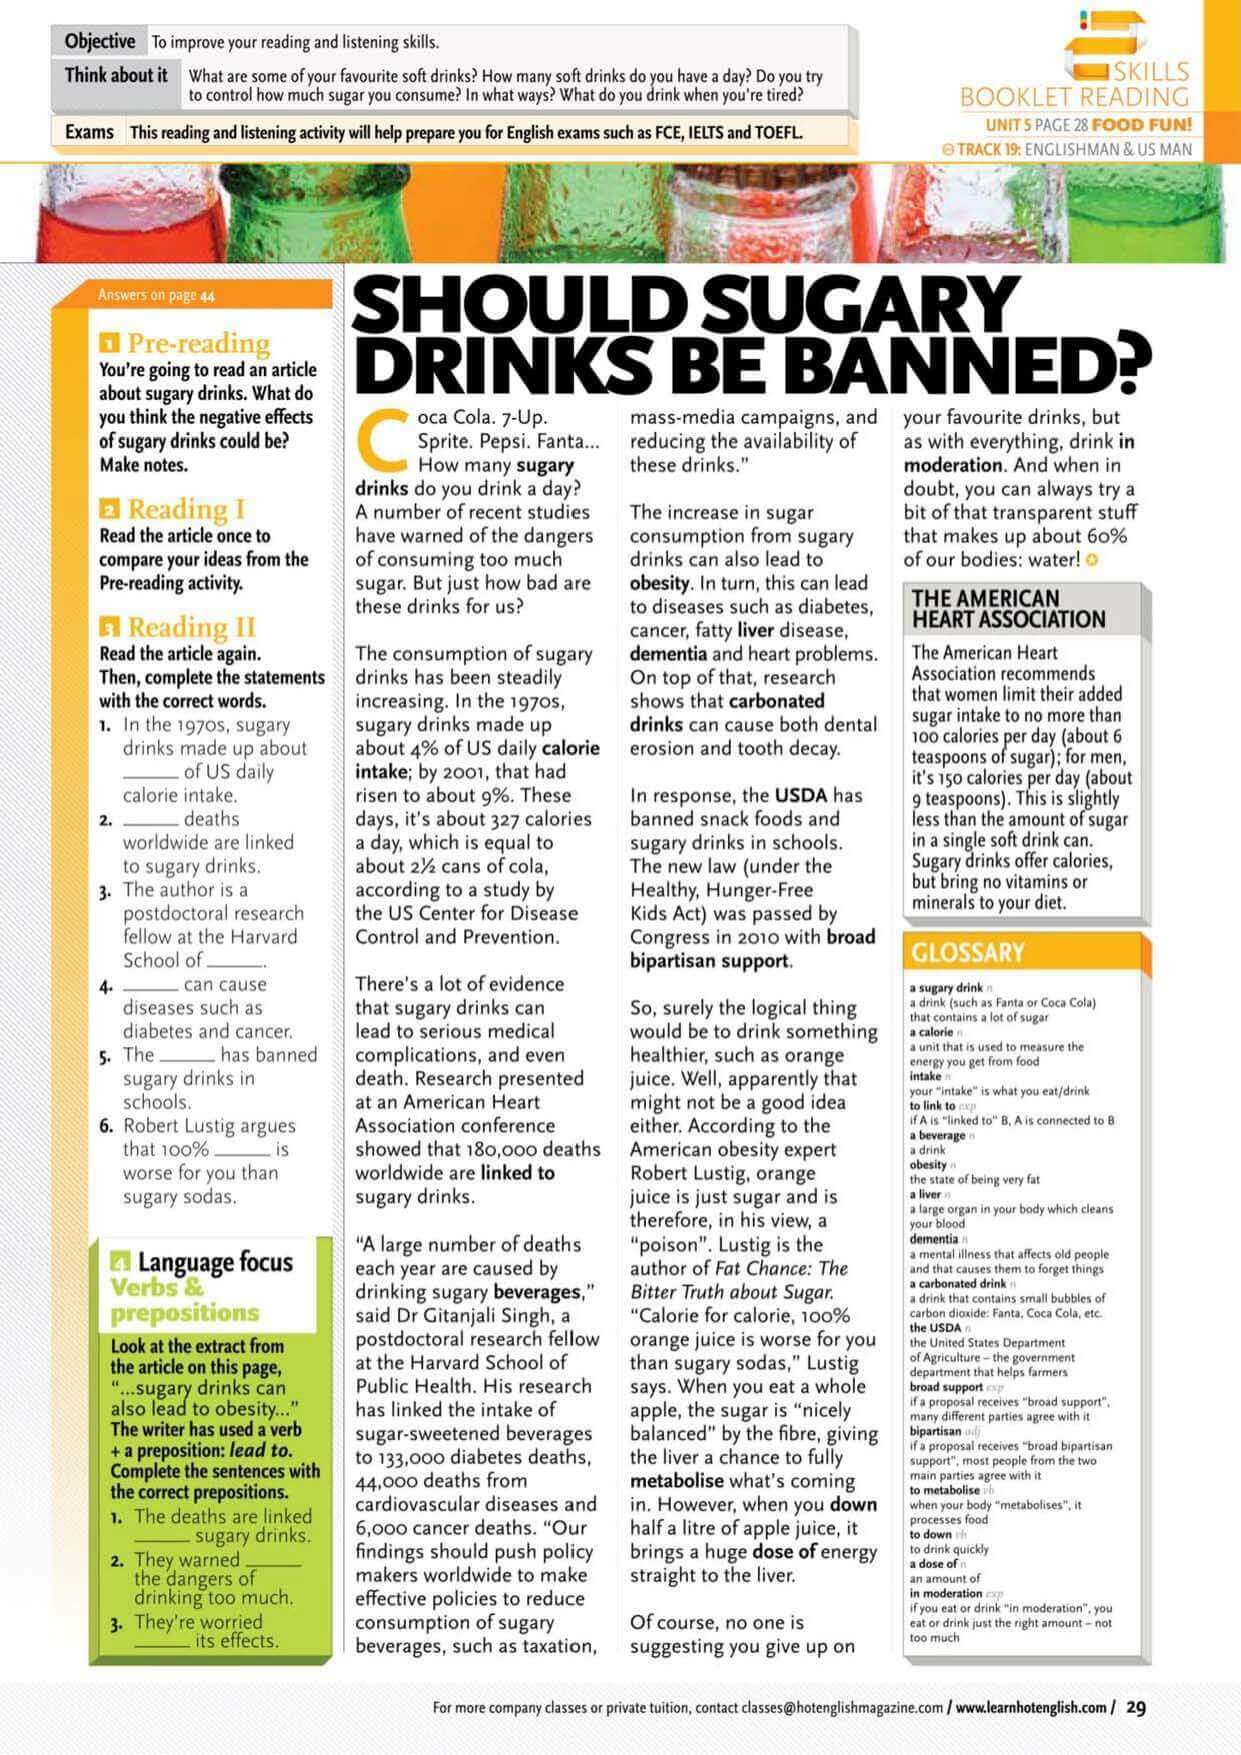 Objective To improve your reading and listening skills.
Think about it What are some of your favourite soft drinks? How many soft drinks do you have a day? Do you try
to control how much sugar you consume? In what ways? What do you drink when you're tired?
Exams This reading and listening activity will help prepare you for English exams such as FCE, IELTS and TOEFL.
SKILLS
BOOKLET READING
UNIT 5 PAGE 28 FOOD FUN!
TRACK 19: ENGLISHMAN & US MAN
Answers on page 44
1 Pre-reading
You're going to read an article
about sugary drinks. What do
you think the negative effects
of sugary drinks could be?
Make notes.
2 Reading I
Read the article once to
compare your ideas from the
Pre-reading activity.
3 Reading II
Read the article again.
Then, complete the statements
with the correct words.
1. In the 1970s, sugary
drinks made up about
______ of US daily
calorie intake.
2. ______ deaths
worldwide are linked
to sugary drinks.
3. The author is a
postdoctoral research
fellow at the Harvard
School of ______.
4. ______ can cause
diseases such as
diabetes and cancer.
5. The ______ has banned
sugary drinks in
schools.
6. Robert Lustig argues
that 100% ______ is
worse for you than
sugary sodas.
4 Language focus
Verbs &
prepositions
Look at the extract from
the article on this page,
"...sugary drinks can
also lead to obesity..."
The writer has used a verb
+ a preposition: lead to.
Complete the sentences with
the correct prepositions.
1. The deaths are linked
______ sugary drinks.
2. They warned ______
the dangers of
drinking too much.
3. They're worried
______ its effects.
SHOULD SUGARY
DRINKS BE BANNED?
Coca Cola. 7-Up.
Sprite. Pepsi. Fanta...
How many sugary
drinks do you drink a day?
A number of recent studies
have warned of the dangers
of consuming too much
sugar. But just how bad are
these drinks for us?
The consumption of sugary
drinks has been steadily
increasing. In the 1970s,
sugary drinks made up
about 4% of US daily calorie
intake; by 2001, that had
risen to about 9%. These
days, it's about 327 calories
a day, which is equal to
about 2½ cans of cola,
according to a study by
the US Center for Disease
Control and Prevention.
There's a lot of evidence
that sugary drinks can
lead to serious medical
complications, and even
death. Research presented
at an American Heart
Association conference
showed that 180,000 deaths
worldwide are linked to
sugary drinks.
"A large number of deaths
each year are caused by
drinking sugary beverages,"
said Dr Gitanjali Singh, a
postdoctoral research fellow
at the Harvard School of
Public Health. His research
has linked the intake of
sugar-sweetened beverages
to 133,000 diabetes deaths,
44,000 deaths from
cardiovascular diseases and
6,000 cancer deaths. "Our
findings should push policy
makers worldwide to make
effective policies to reduce
consumption of sugary
beverages, such as taxation,
mass-media campaigns, and
reducing the availability of
these drinks."
The increase in sugar
consumption from sugary
drinks can also lead to
obesity. In turn, this can lead
to diseases such as diabetes,
cancer, fatty liver disease,
dementia and heart problems.
On top of that, research
shows that carbonated
drinks can cause both dental
erosion and tooth decay.
In response, the USDA has
banned snack foods and
sugary drinks in schools.
The new law (under the
Healthy, Hunger-Free
Kids Act) was passed by
Congress in 2010 with broad
bipartisan support.
So, surely the logical thing
would be to drink something
healthier, such as orange
juice. Well, apparently that
might not be a good idea
either. According to the
American obesity expert
Robert Lustig, orange
juice is just sugar and is
therefore, in his view, a
"poison". Lustig is the
author of Fat Chance: The
Bitter Truth about Sugar.
"Calorie for calorie, 100%
orange juice is worse for you
than sugary sodas," Lustig
says. When you eat a whole
apple, the sugar is "nicely
balanced" by the fibre, giving
the liver a chance to fully
metabolise what's coming
in. However, when you down
half a litre of apple juice, it
brings a huge dose of energy
straight to the liver.
Of course, no one is
suggesting you give up on
your favourite drinks, but
as with everything, drink in
moderation. And when in
doubt, you can always try a
bit of that transparent stuff
that makes up about 60%
of our bodies: water!
THE AMERICAN
HEART ASSOCIATION
The American Heart
Association recommends
that women limit their added
sugar intake to no more than
100 calories per day (about 6
teaspoons of sugar); for men,
it's 150 calories per day (about
9 teaspoons). This is slightly
less than the amount of sugar
in a single soft drink can.
Sugary drinks offer calories,
but bring no vitamins or
minerals to your diet.
GLOSSARY
a sugary drink n
a drink (such as Fanta or Coca Cola)
that contains a lot of sugar
a calorie n
a unit that is used to measure the
energy you get from food
intake n
your "intake" is what you eat/drink
to link to exp
if A is "linked to" B, A is connected to B
a beverage n
a drink
obesity n
the state of being very fat
a liver n
a large organ in your body which cleans
your blood
dementia n
a mental illness that affects old people
and that causes them to forget things
a carbonated drink n
a drink that contains small bubbles of
carbon dioxide: Fanta, Coca Cola, etc.
the USDA n
the United States Department
of Agriculture – the government
department that helps farmers
broad support exp
if a proposal receives "broad support",
many different parties agree with it
bipartisan adj
if a proposal receives "broad bipartisan
support", most people from the two
main parties agree with it
to metabolise vb
when your body "metabolises", it
processes food
to down vb
to drink quickly
a dose of n
an amount of
in moderation exp
if you eat or drink "in moderation", you
eat or drink just the right amount – not
too much
For more company classes or private tuition, contact classes@hotenglishmagazine.com / www.learnhotenglish.com / 29